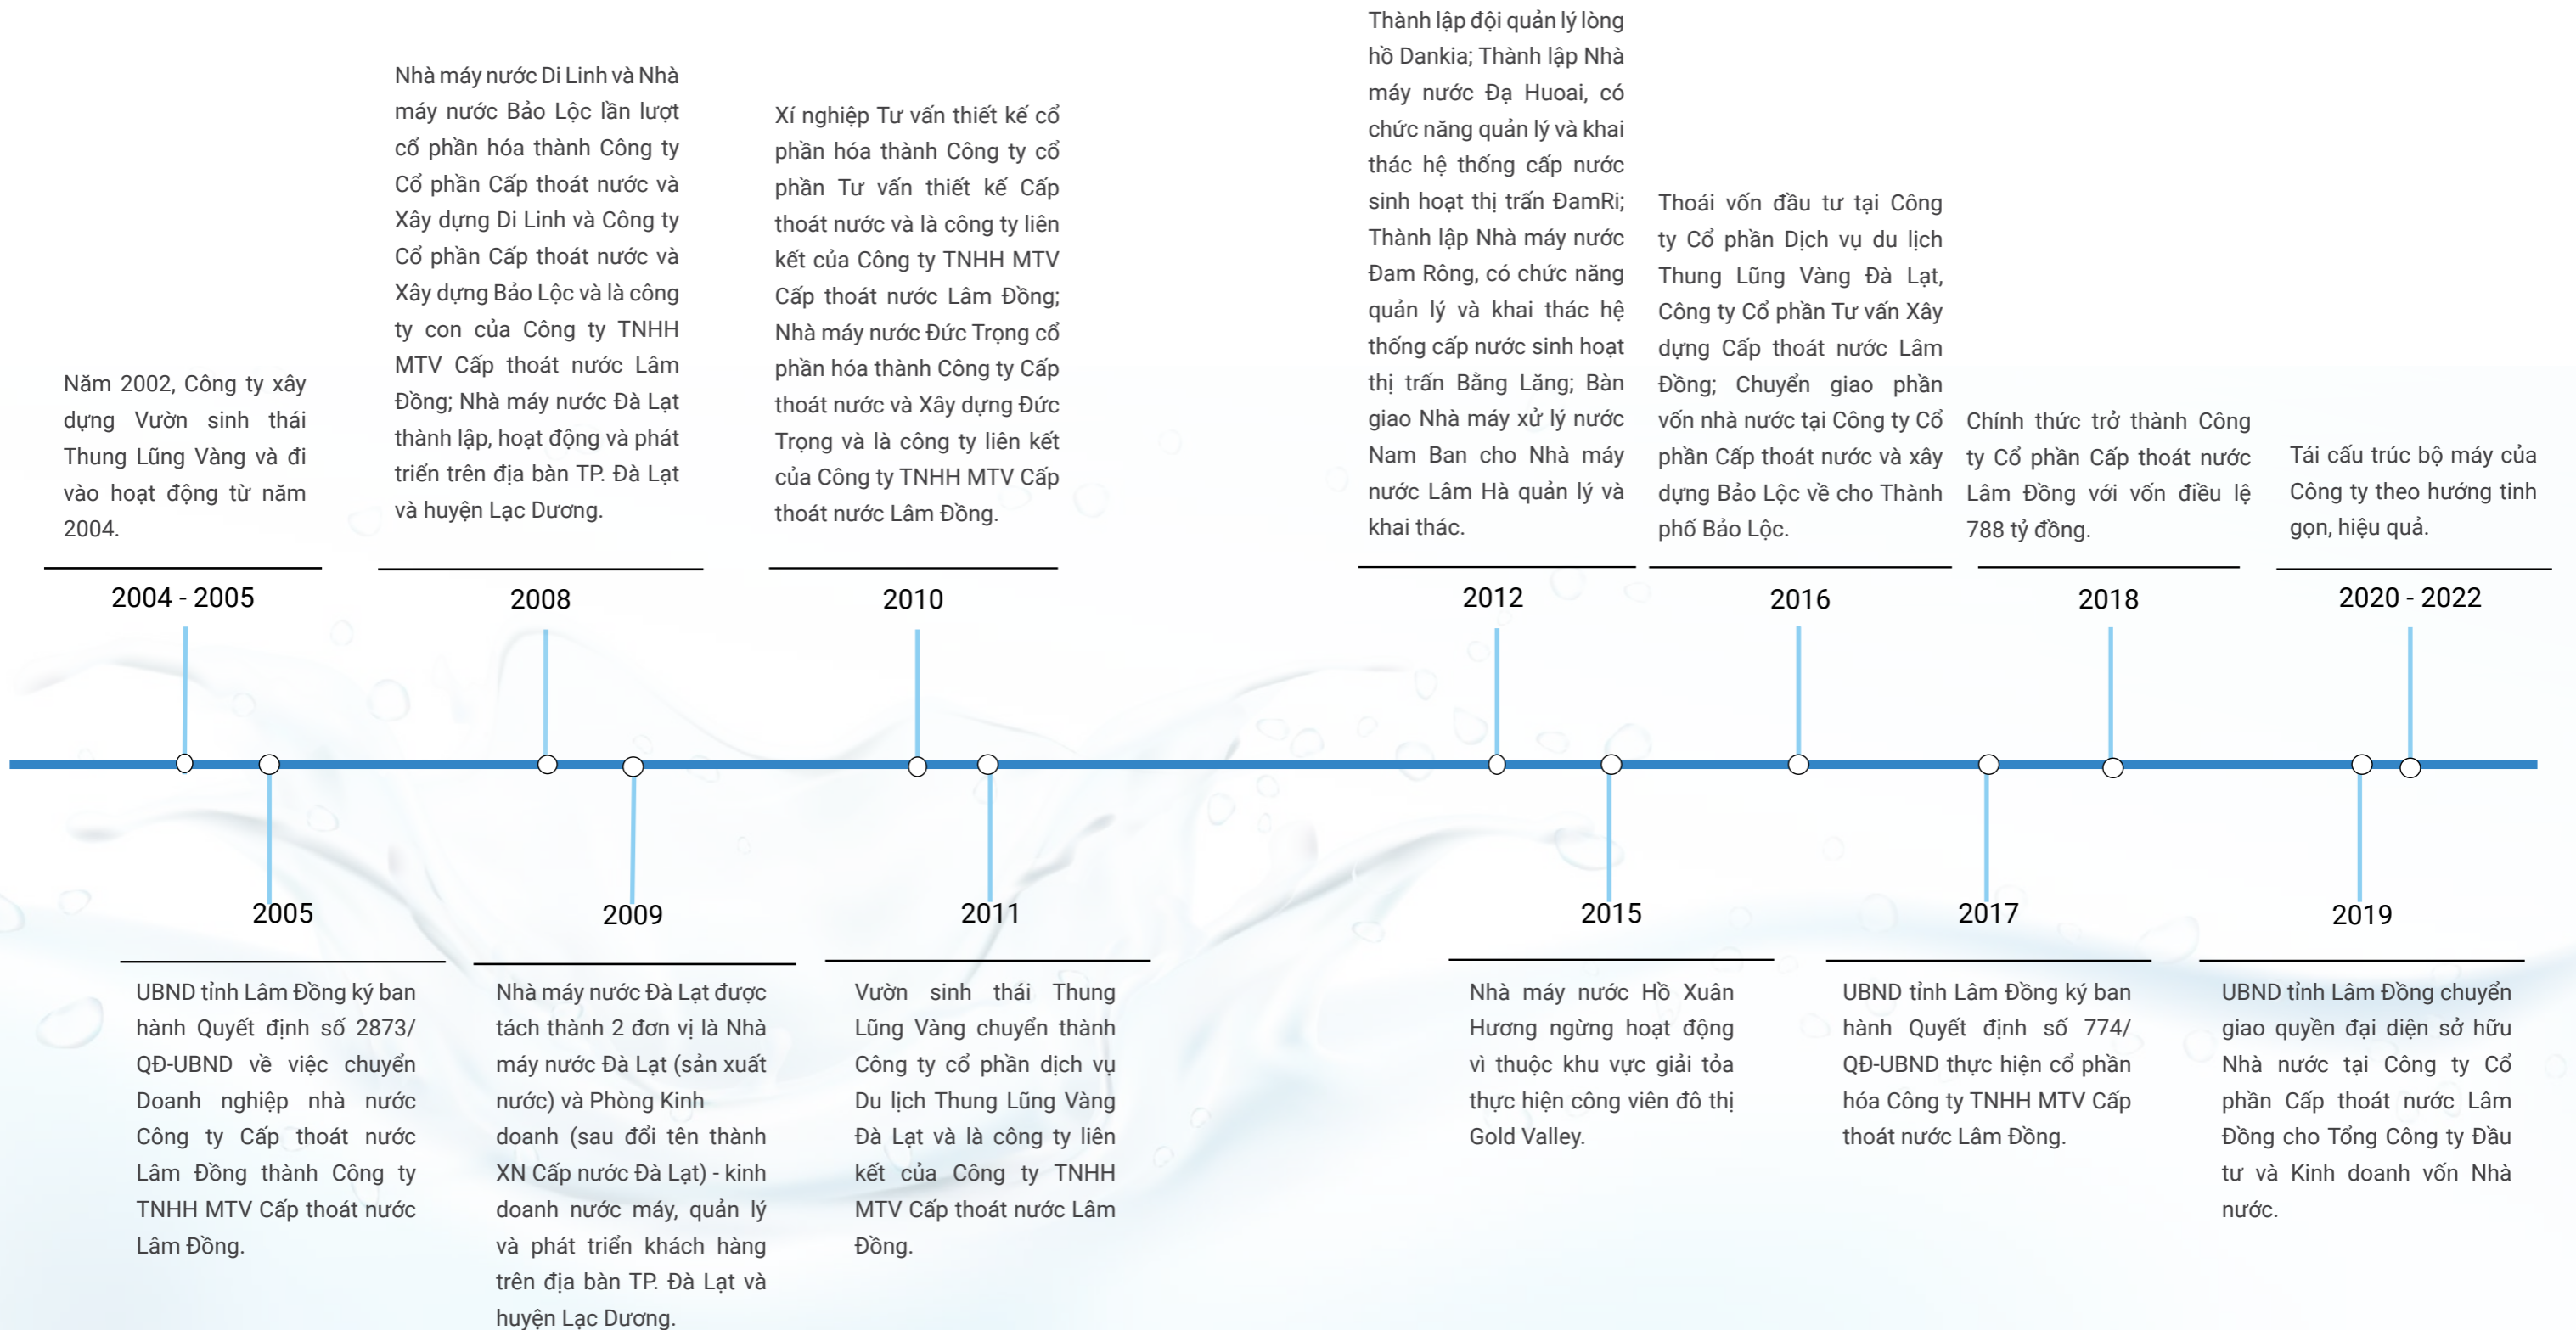 Năm 2002, Công ty xây
dựng Vườn sinh thái
Thung Lũng Vàng và đi
vào hoạt động từ năm
2004.
2004 - 2005
Nhà máy nước Di Linh và Nhà
máy nước Bảo Lộc lần lượt
cổ phần hóa thành Công ty
Cổ phần Cấp thoát nước và
Xây dựng Di Linh và Công ty
Cổ phần Cấp thoát nước và
Xây dựng Bảo Lộc và là công
ty con của Công ty TNHH
MTV Cấp thoát nước Lâm
Đồng; Nhà máy nước Đà Lạt
thành lập, hoạt động và phát
triển trên địa bàn TP. Đà Lạt
và huyện Lạc Dương.
2008
Xí nghiệp Tư vấn thiết kế cổ
phần hóa thành Công ty cổ
phần Tư vấn thiết kế Cấp
thoát nước và là công ty liên
kết của Công ty TNHH MTV
Cấp thoát nước Lâm Đồng;
Nhà máy nước Đức Trọng cổ
phần hóa thành Công ty Cấp
thoát nước và Xây dựng Đức
Trọng và là công ty liên kết
của Công ty TNHH MTV Cấp
thoát nước Lâm Đồng.
2010
Thành lập đội quản lý lòng
hồ Dankia; Thành lập Nhà
máy nước Đạ Huoai, có
chức năng quản lý và khai
thác hệ thống cấp nước
sinh hoạt thị trấn ĐamRi;
Thành lập Nhà máy nước
Đam Rông, có chức năng
quản lý và khai thác hệ
thống cấp nước sinh hoạt
thị trấn Bằng Lăng; Bàn
giao Nhà máy xử lý nước
Nam Ban cho Nhà máy
nước Lâm Hà quản lý và
khai thác.
2012
Thoái vốn đầu tư tại Công
ty Cổ phần Dịch vụ du lịch
Thung Lũng Vàng Đà Lạt,
Công ty Cổ phần Tư vấn Xây
dựng Cấp thoát nước Lâm
Đồng; Chuyển giao phần
vốn nhà nước tại Công ty Cổ
phần Cấp thoát nước và xây
dựng Bảo Lộc về cho Thành
phố Bảo Lộc.
2016
Chính thức trở thành Công
ty Cổ phần Cấp thoát nước
Lâm Đồng với vốn điều lệ
788 tỷ đồng.
2018
Tái cấu trúc bộ máy của
Công ty theo hướng tinh
gọn, hiệu quả.
2020 - 2022
2005
UBND tỉnh Lâm Đồng ký ban
hành Quyết định số 2873/
QĐ-UBND về việc chuyển
Doanh nghiệp nhà nước
Công ty Cấp thoát nước
Lâm Đồng thành Công ty
TNHH MTV Cấp thoát nước
Lâm Đồng.
2009
Nhà máy nước Đà Lạt được
tách thành 2 đơn vị là Nhà
máy nước Đà Lạt (sản xuất
nước) và Phòng Kinh
doanh (sau đổi tên thành
XN Cấp nước Đà Lạt) - kinh
doanh nước máy, quản lý
và phát triển khách hàng
trên địa bàn TP. Đà Lạt và
huyện Lạc Dương.
2011
Vườn sinh thái Thung
Lũng Vàng chuyển thành
Công ty cổ phần dịch vụ
Du lịch Thung Lũng Vàng
Đà Lạt và là công ty liên
kết của Công ty TNHH
MTV Cấp thoát nước Lâm
Đồng.
2015
Nhà máy nước Hồ Xuân
Hương ngừng hoạt động
vì thuộc khu vực giải tỏa
thực hiện công viên đô thị
Gold Valley.
2017
UBND tỉnh Lâm Đồng ký ban
hành Quyết định số 774/
QĐ-UBND thực hiện cổ phần
hóa Công ty TNHH MTV Cấp
thoát nước Lâm Đồng.
2019
UBND tỉnh Lâm Đồng chuyển
giao quyền đại diện sở hữu
Nhà nước tại Công ty Cổ
phần Cấp thoát nước Lâm
Đồng cho Tổng Công ty Đầu
tư và Kinh doanh vốn Nhà
nước.